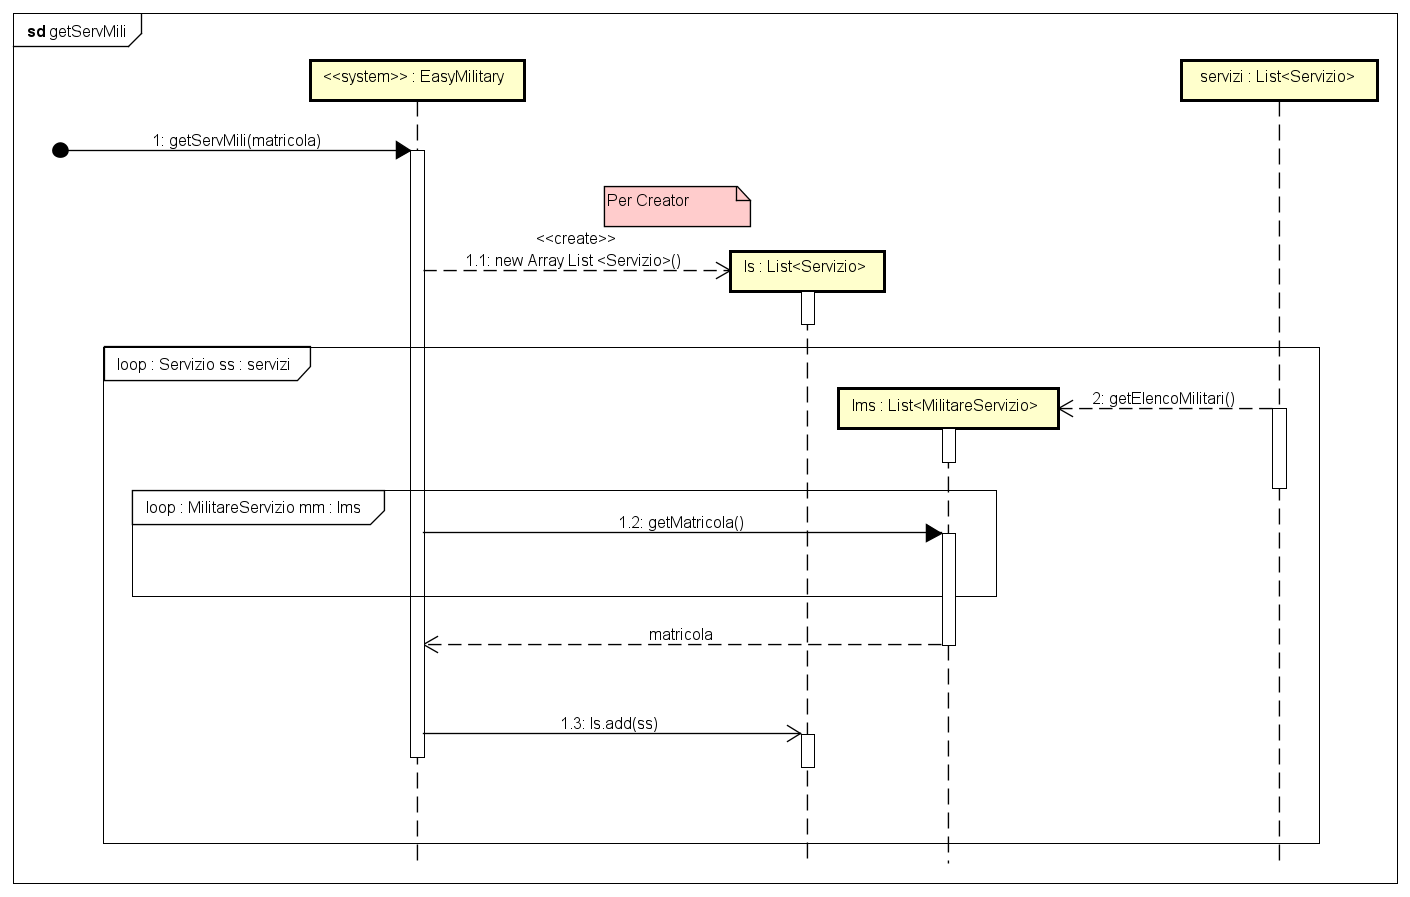 sd getServMili
<<system>> : EasyMilitary
servizi : List<Servizio>
1: getServMili(matricola)
Per Creator
<<create>>
1.1: new Array List <Servizio>()
ls : List<Servizio>
loop : Servizio ss : servizi
lms : List<MilitareServizio>
2: getElencoMilitari()
loop : MilitareServizio mm : lms
1.2: getMatricola()
matricola
1.3: ls.add(ss)